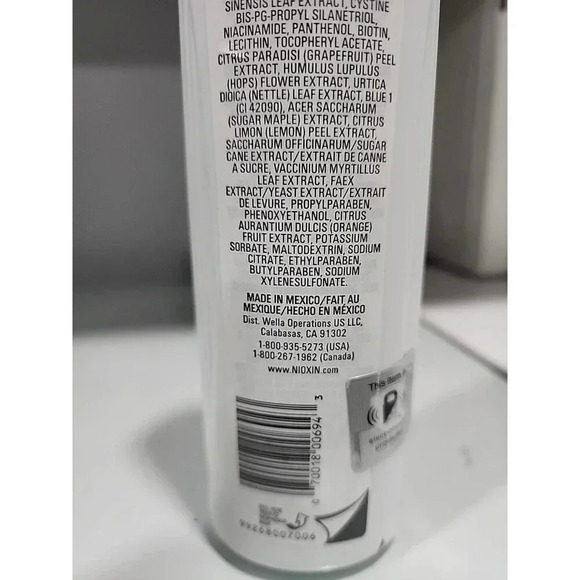 SINENSIS LEAF EXTRACT, CYSTINE
BIS-PG-PROPYL SILANETRIOL,
NIACINAMIDE, PANTHENOL, BIOTIN,
LECITHIN, TOCOPHERYL ACETATE,
CITRUS PARADISI (GRAPEFRUIT) PEEL
EXTRACT, HUMULUS LUPULUS
(HOPS) FLOWER EXTRACT, URTICA
DIOICA (NETTLE) LEAF EXTRACT, BLUE 1
(CI 42090), ACER SACCHARUM
(SUGAR MAPLE) EXTRACT, CITRUS
LIMON (LEMON) PEEL EXTRACT,
SACCHARUM OFFICINARUM/SUGAR
CANE EXTRACT/EXTRAIT DE CANNE
A SUCRE, VACCINIUM MYRTILLUS
LEAF EXTRACT, FAEX
EXTRACT/YEAST EXTRACT/EXTRAIT
DE LEVURE, PROPYLPARABEN,
PHENOXYETHANOL, CITRUS
AURANTIUM DULCIS (ORANGE)
FRUIT EXTRACT, POTASSIUM
SORBATE, MALTODEXTRIN, SODIUM
CITRATE, ETHYLPARABEN,
BUTYLPARABEN, SODIUM
XYLENESULFONATE.
MADE IN MEXICO/FAIT AU
MEXIQUE/HECHO EN MÉXICO
Dist. Wella Operations US LLC,
Calabasas, CA 91302
1-800-935-5273 (USA)
1-800-267-1962 (Canada)
www.NIOXIN.com
0 70018 00694 3
This item
99268007006